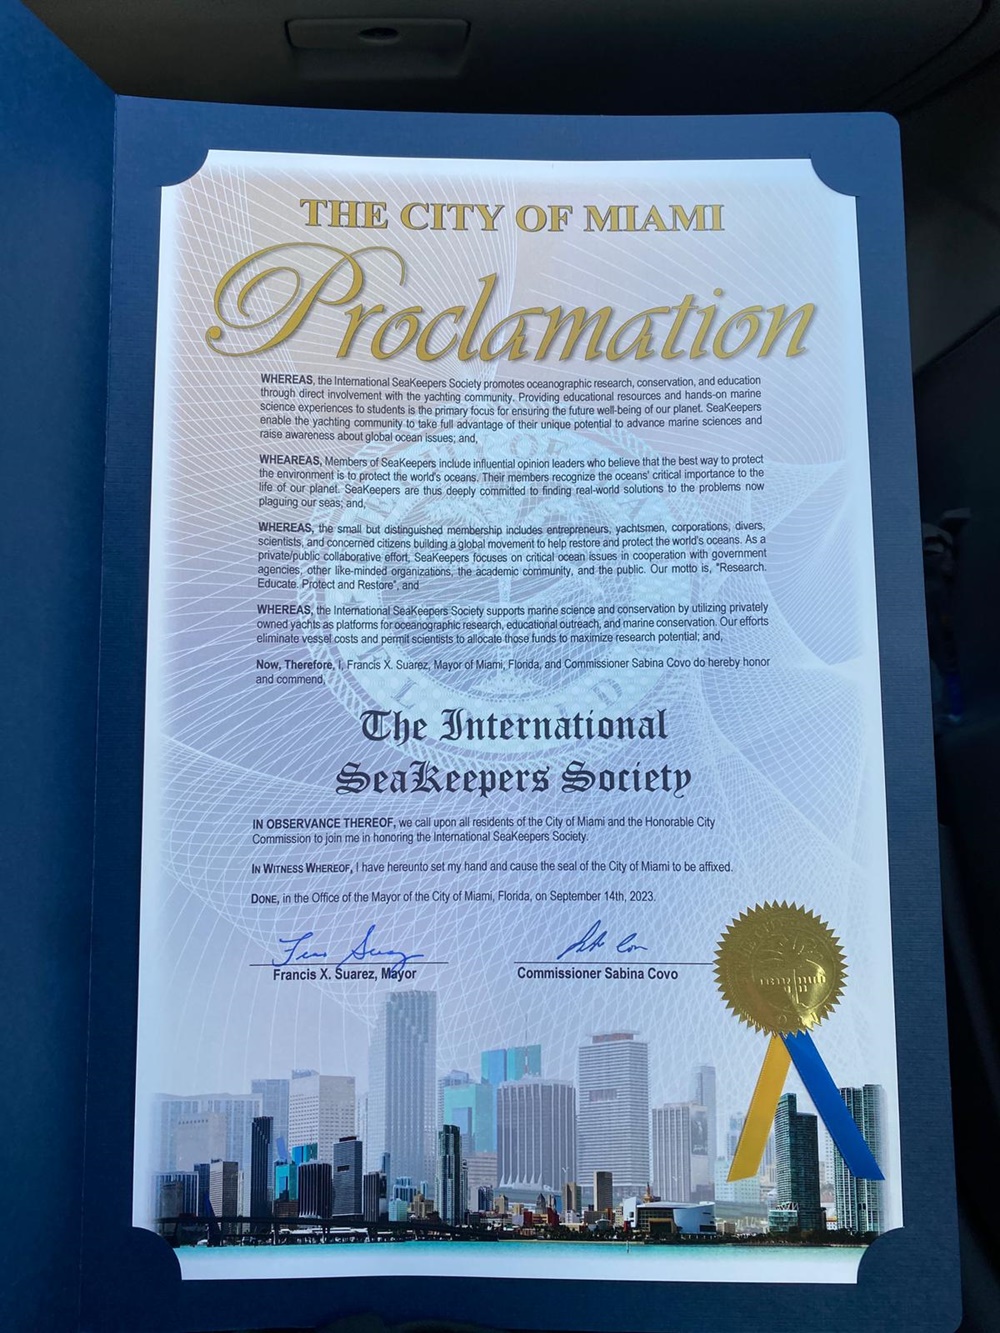 THE CITY OF MIAMI
Proclamation
WHEREAS, the International SeaKeepers Society promotes oceanographic research, conservation, and education
through direct involvement with the yachting community. Providing educational resources and hands-on marine
science experiences to students is the primary focus for ensuring the future well-being of our planet. SeaKeepers
enable the yachting community to take full advantage of their unique potential to advance marine sciences and
raise awareness about global ocean issues; and,
WHEAREAS, Members of SeaKeepers include influential opinion leaders who believe that the best way to protect
the environment is to protect the world's oceans. Their members recognize the oceans' critical importance to the
life of our planet. SeaKeepers are thus deeply committed to finding real-world solutions to the problems now
plaguing our seas; and,
WHEREAS, the small but distinguished membership includes entrepreneurs, yachtsmen, corporations, divers,
scientists, and concerned citizens building a global movement to help restore and protect the world's oceans. As a
private/public collaborative effort, SeaKeepers focuses on critical ocean issues in cooperation with government
agencies, other like-minded organizations, the academic community, and the public. Our motto is, "Research.
Educate. Protect and Restore", and
WHEREAS, the International SeaKeepers Society supports marine science and conservation by utilizing privately
owned yachts as platforms for oceanographic research, educational outreach, and marine conservation. Our efforts
eliminate vessel costs and permit scientists to allocate those funds to maximize research potential; and,
Now, Therefore, I, Francis X. Suarez, Mayor of Miami, Florida, and Commissioner Sabina Covo do hereby honor
and commend,
The International
SeaKeepers Society
IN OBSERVANCE THEREOF, we call upon all residents of the City of Miami and the Honorable City
Commission to join me in honoring the International SeaKeepers Society.
IN WITNESS WHEREOF, I have hereunto set my hand and cause the seal of the City of Miami to be affixed.
DONE, in the Office of the Mayor of the City of Miami, Florida, on September 14th, 2023.
Francis X. Suarez, Mayor
Commissioner Sabina Covo